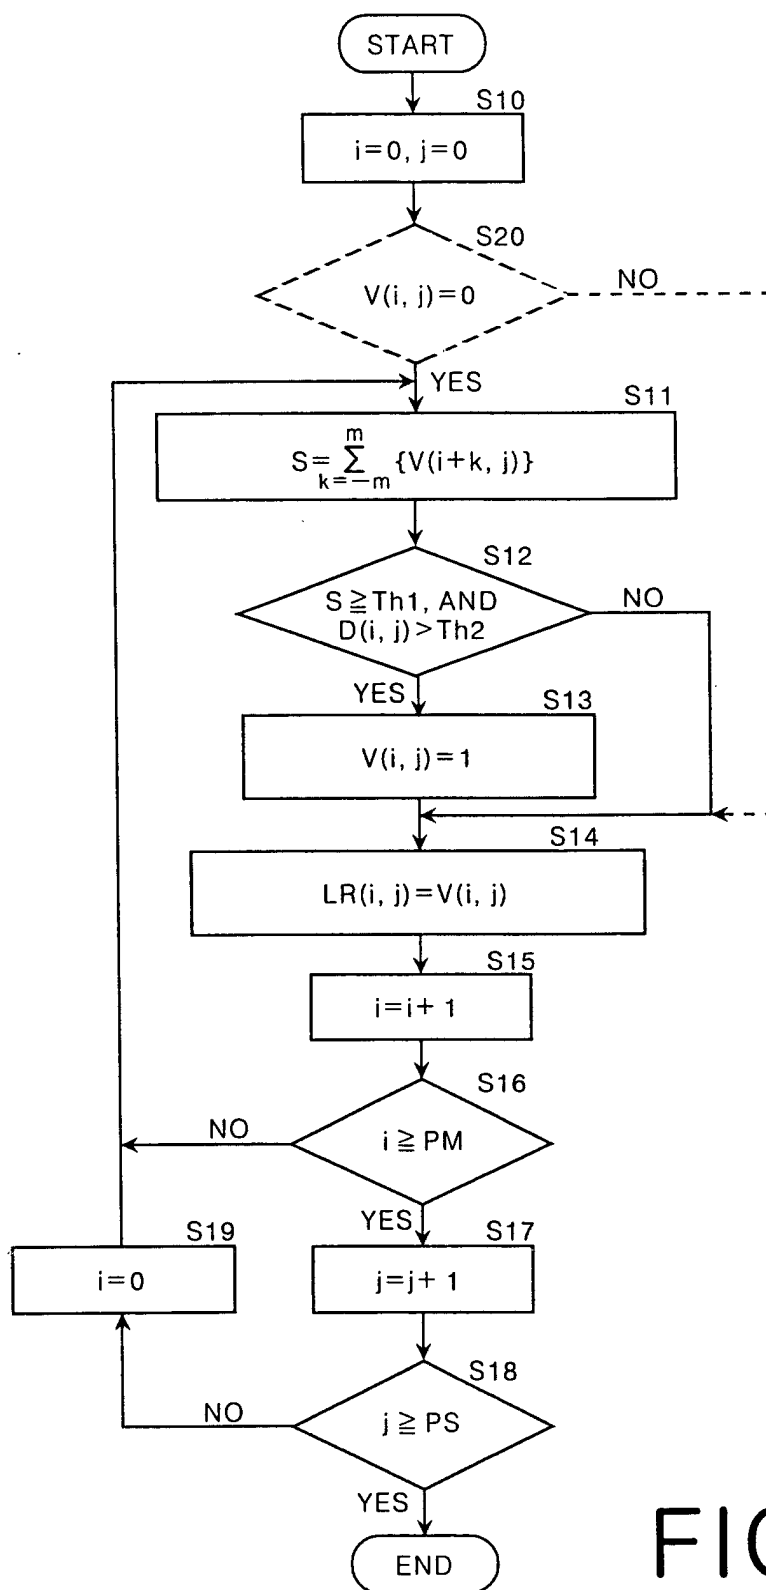 START
S10
i=0, j=0
S20
V(i, j)=0
NO
YES
S11
S=∑{V(i+k, j)}
m
k=−m
S12
S≧Th1, AND
D(i, j)>Th2
NO
YES
S13
V(i, j)=1
S14
LR(i, j)=V(i, j)
S15
i=i+1
S16
i≧PM
NO
YES
S17
j=j+1
S19
i=0
S18
j≧PS
NO
YES
END